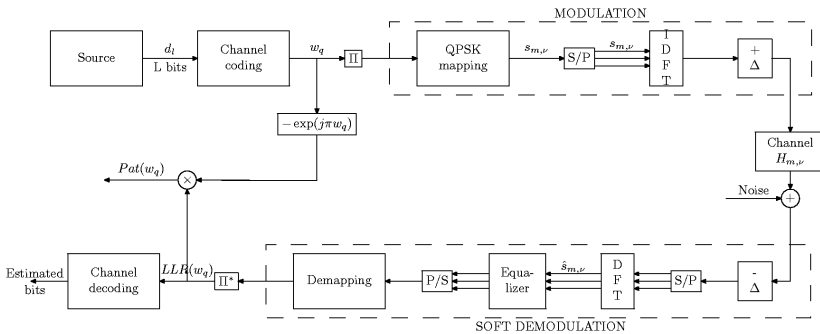 MODULATION
Source
d_l
L bits
Channel
coding
w_q
Π
QPSK
mapping
s_{m,ν}
S/P
s_{m,ν}
I
D
F
T
+
Δ
− exp(jπw_q)
Channel
H_{m,ν}
Pat(w_q)
×
Noise
+
Estimated
bits
Channel
decoding
LLR(w_q)
Π*
Demapping
P/S
Equa-
lizer
ŝ_{m,ν}
D
F
T
S/P
-
Δ
SOFT DEMODULATION